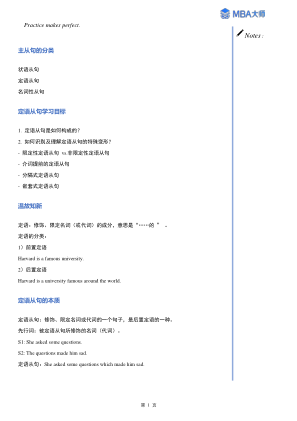 MBA大师
Practice makes perfect.
Notes :
主从句的分类
状语从句
定语从句
名词性从句
定语从句学习目标
1. 定语从句是如何构成的？
2. 如何识别及理解定语从句的特殊变形？
- 限定性定语从句 vs 非限定性定语从句
- 介词提前的定语从句
- 分隔式定语从句
- 嵌套式定语从句
温故知新
定语：修饰、限定名词（或代词）的成分，意思是“……的 ” 。
定语的分类：
1）前置定语
Harvard is a famous university.
2）后置定语
Harvard is a university famous around the world.
定语从句的本质
定语从句：修饰、限定名词或代词的一个句子，是后置定语的一种。
先行词：被定语从句所修饰的名词（代词）。
S1: She asked some questions.
S2: The questions made him sad.
定语从句：She asked some questions which made him sad.
第 1 页